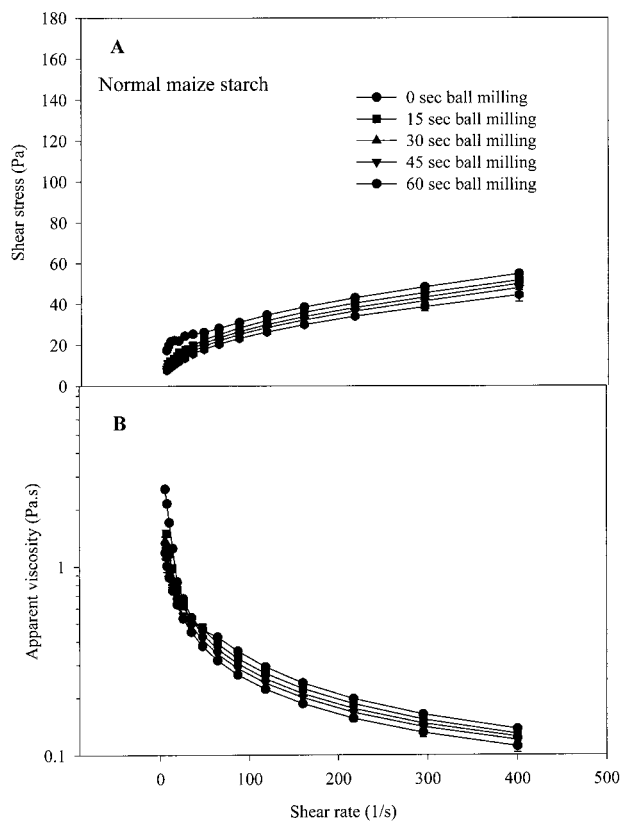 A
Normal maize starch
0 sec ball milling
15 sec ball milling
30 sec ball milling
45 sec ball milling
60 sec ball milling
Shear stress (Pa)
180
160
140
120
100
80
60
40
20
0
B
Apparent viscosity (Pa.s)
1
0.1
0 100 200 300 400 500
Shear rate (1/s)